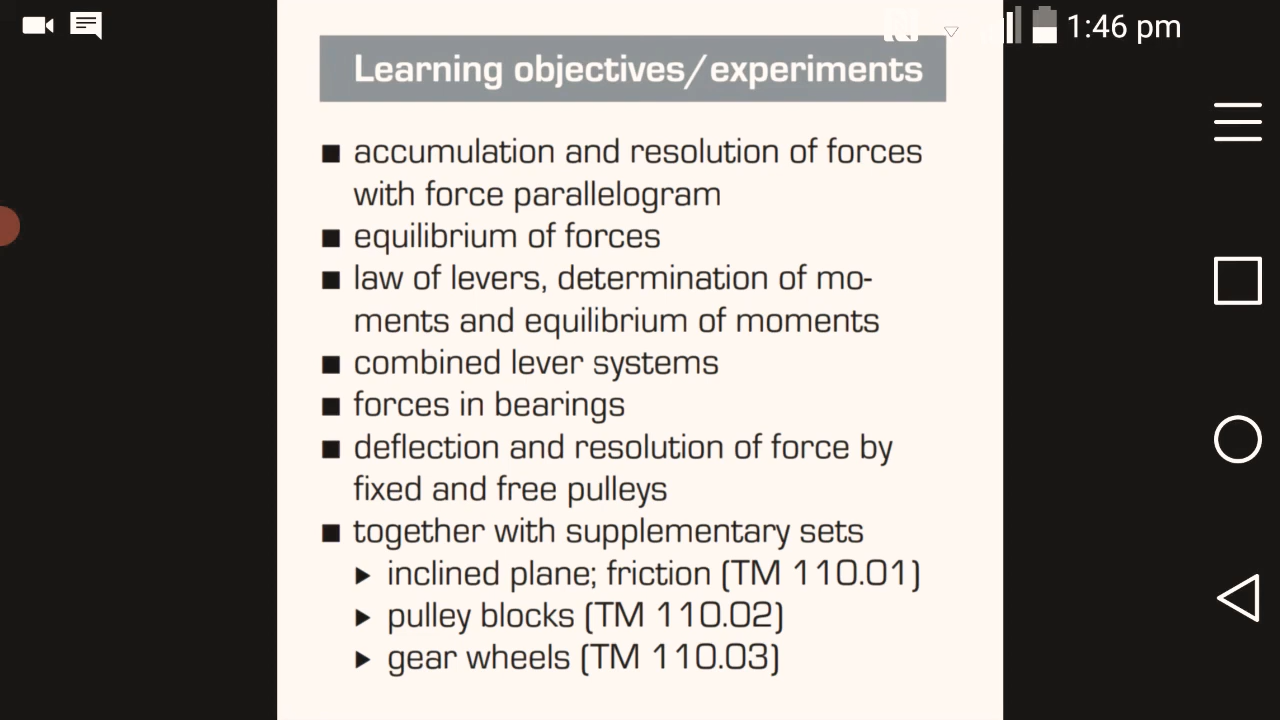 1:46 pm
Learning objectives/experiments
■ accumulation and resolution of forces
with force parallelogram
■ equilibrium of forces
■ law of levers, determination of mo-
ments and equilibrium of moments
■ combined lever systems
■ forces in bearings
■ deflection and resolution of force by
fixed and free pulleys
■ together with supplementary sets
▶ inclined plane; friction (TM 110.01)
▶ pulley blocks (TM 110.02)
▶ gear wheels (TM 110.03)